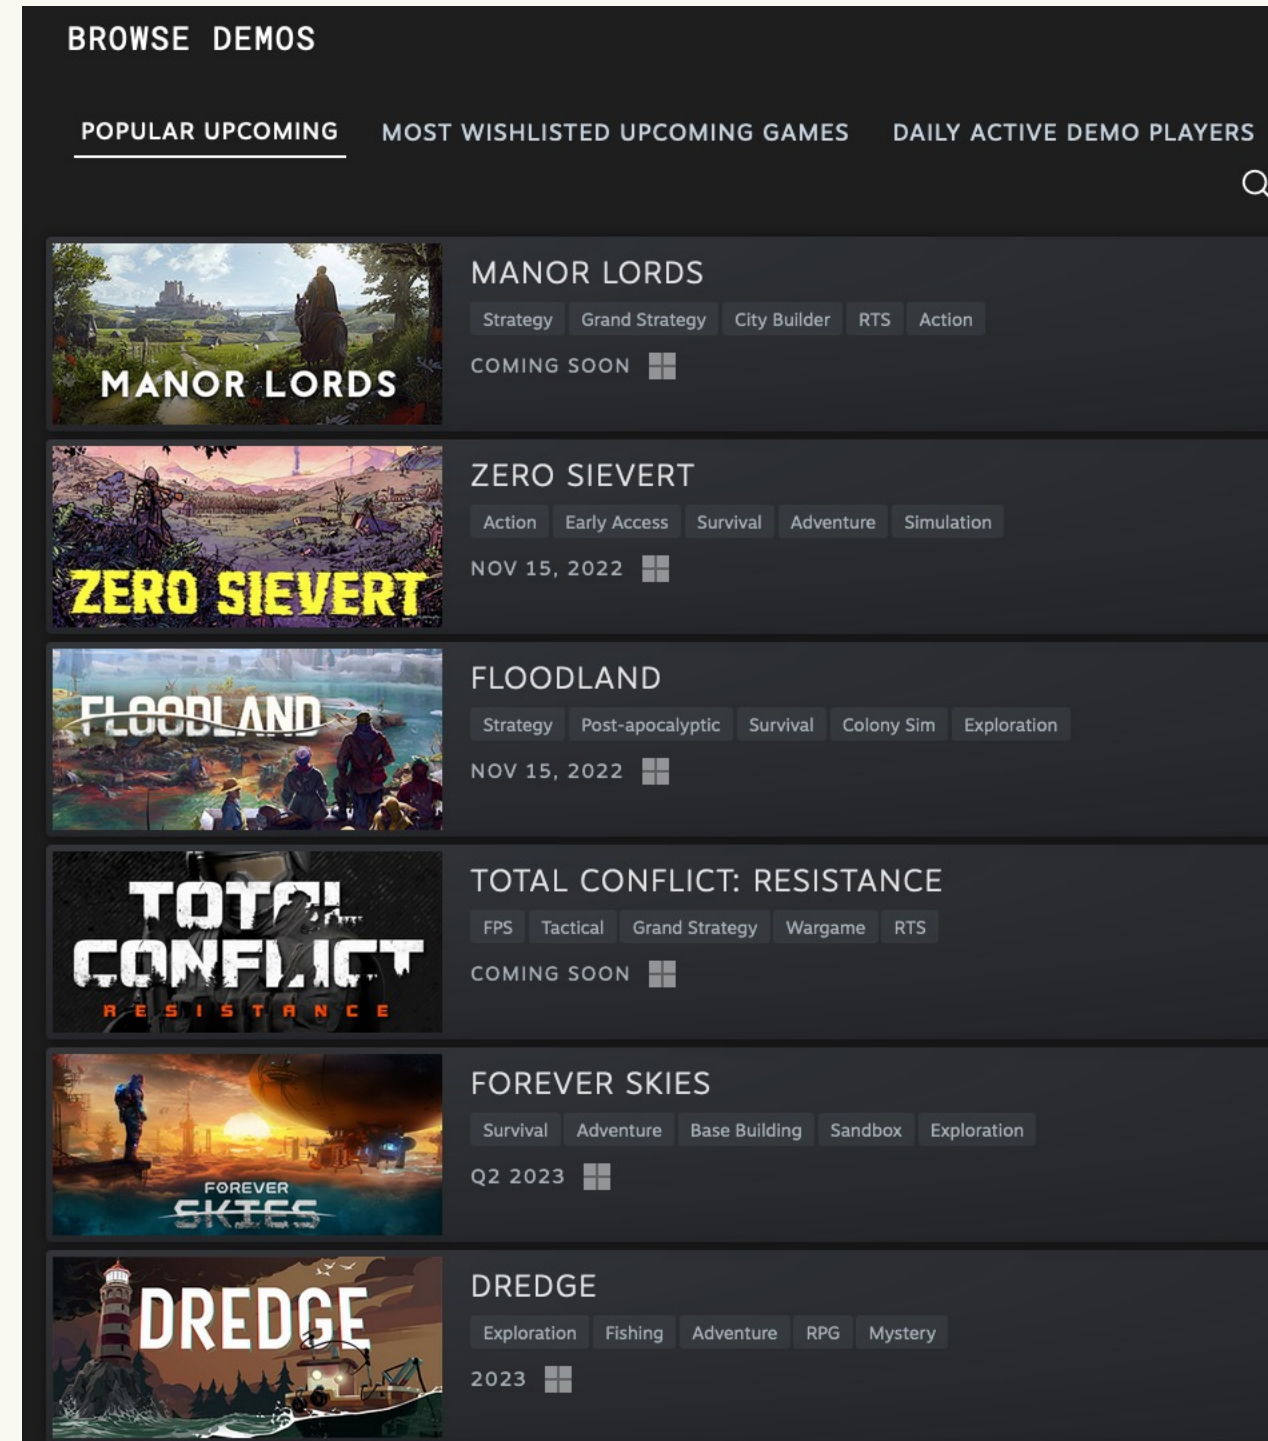 BROWSE DEMOS
POPULAR UPCOMING MOST WISHLISTED UPCOMING GAMES DAILY ACTIVE DEMO PLAYERS
MANOR LORDS
MANOR LORDS
Strategy Grand Strategy City Builder RTS Action
COMING SOON
ZERO SIEVERT
ZERO SIEVERT
Action Early Access Survival Adventure Simulation
NOV 15, 2022
FLOODLAND
FLOODLAND
Strategy Post-apocalyptic Survival Colony Sim Exploration
NOV 15, 2022
TOTAL
CONFLICT
RESISTANCE
TOTAL CONFLICT: RESISTANCE
FPS Tactical Grand Strategy Wargame RTS
COMING SOON
FOREVER
SKIES
FOREVER SKIES
Survival Adventure Base Building Sandbox Exploration
Q2 2023
DREDGE
DREDGE
Exploration Fishing Adventure RPG Mystery
2023